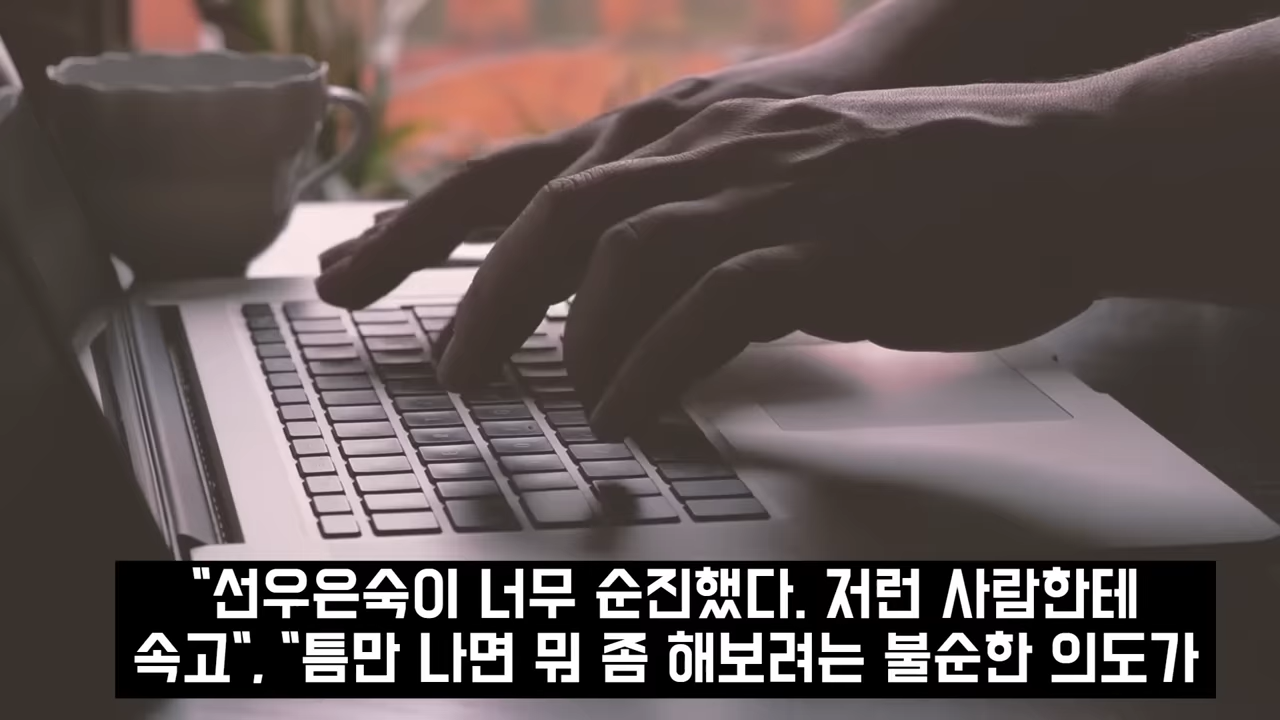 "선우은숙이 너무 순진했다. 저런 사람한테
속고", "틈만 나면 뭐 좀 해보려는 불순한 의도가